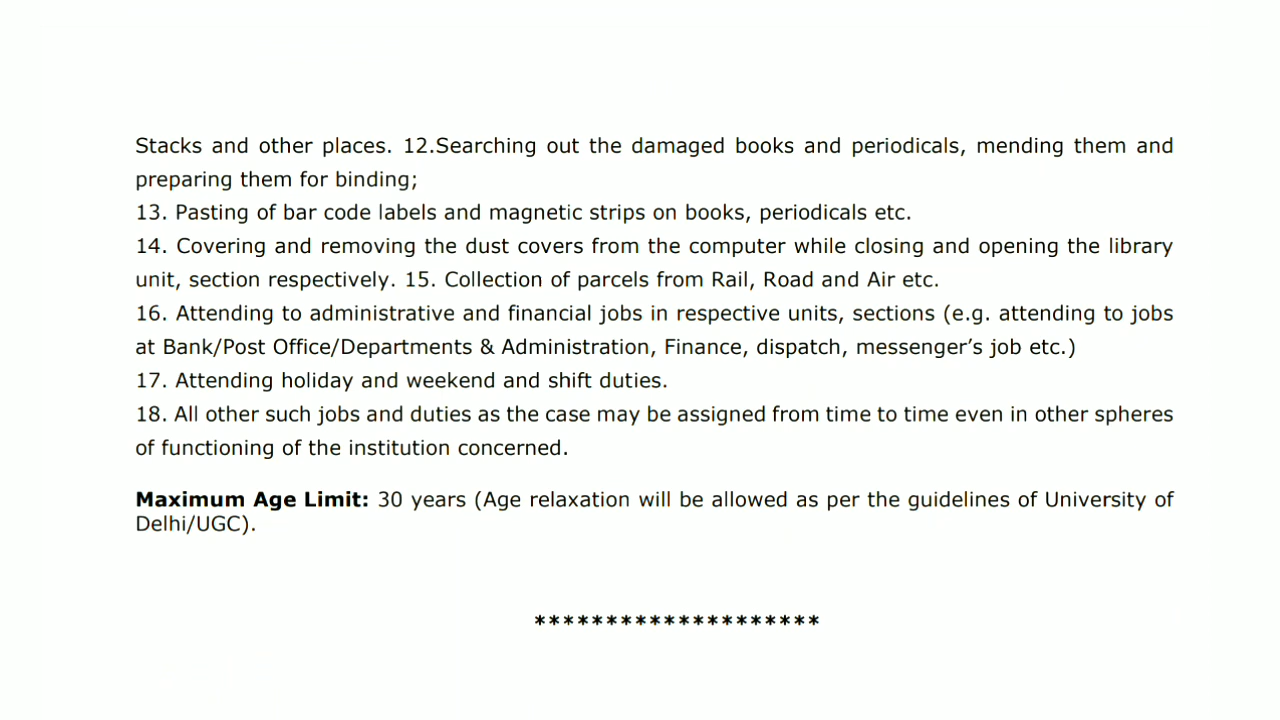 Stacks and other places. 12.Searching out the damaged books and periodicals, mending them and
preparing them for binding;
13. Pasting of bar code labels and magnetic strips on books, periodicals etc.
14. Covering and removing the dust covers from the computer while closing and opening the library
unit, section respectively. 15. Collection of parcels from Rail, Road and Air etc.
16. Attending to administrative and financial jobs in respective units, sections (e.g. attending to jobs
at Bank/Post Office/Departments & Administration, Finance, dispatch, messenger’s job etc.)
17. Attending holiday and weekend and shift duties.
18. All other such jobs and duties as the case may be assigned from time to time even in other spheres
of functioning of the institution concerned.
Maximum Age Limit: 30 years (Age relaxation will be allowed as per the guidelines of University of
Delhi/UGC).
********************